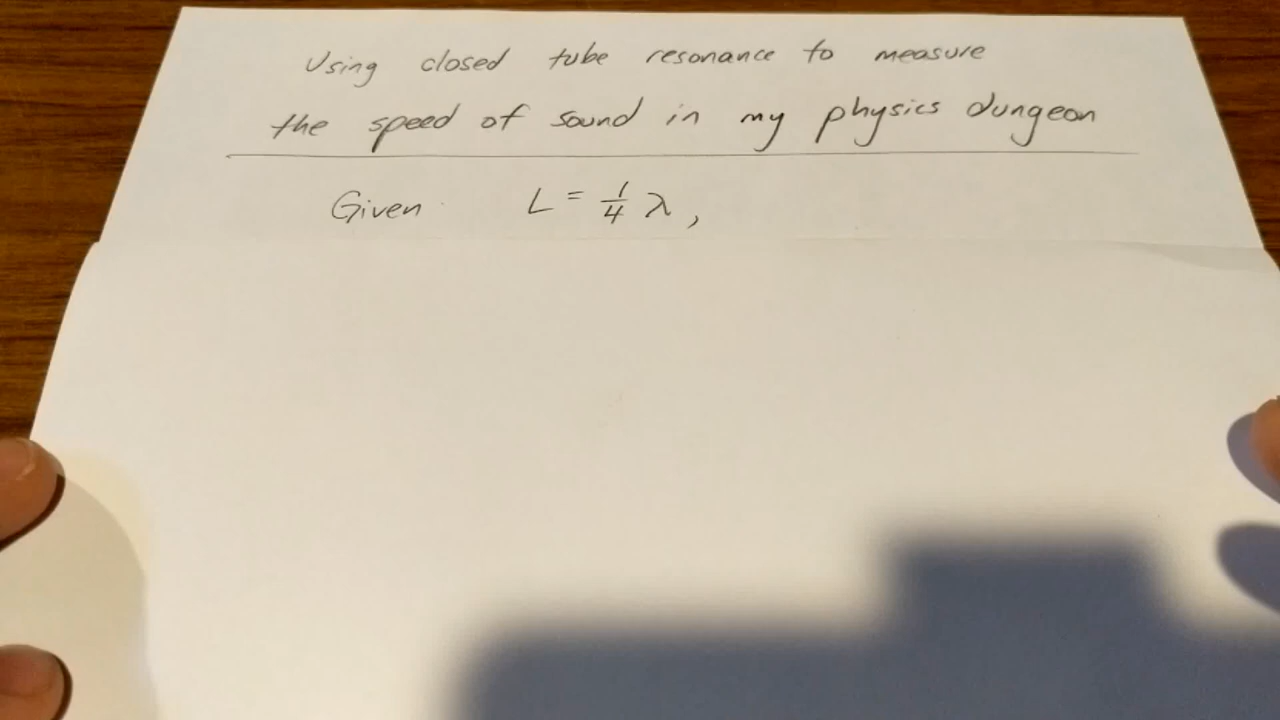 Using closed tube resonance to measure
the speed of sound in my physics dungeon
Given L = 1/4 λ,